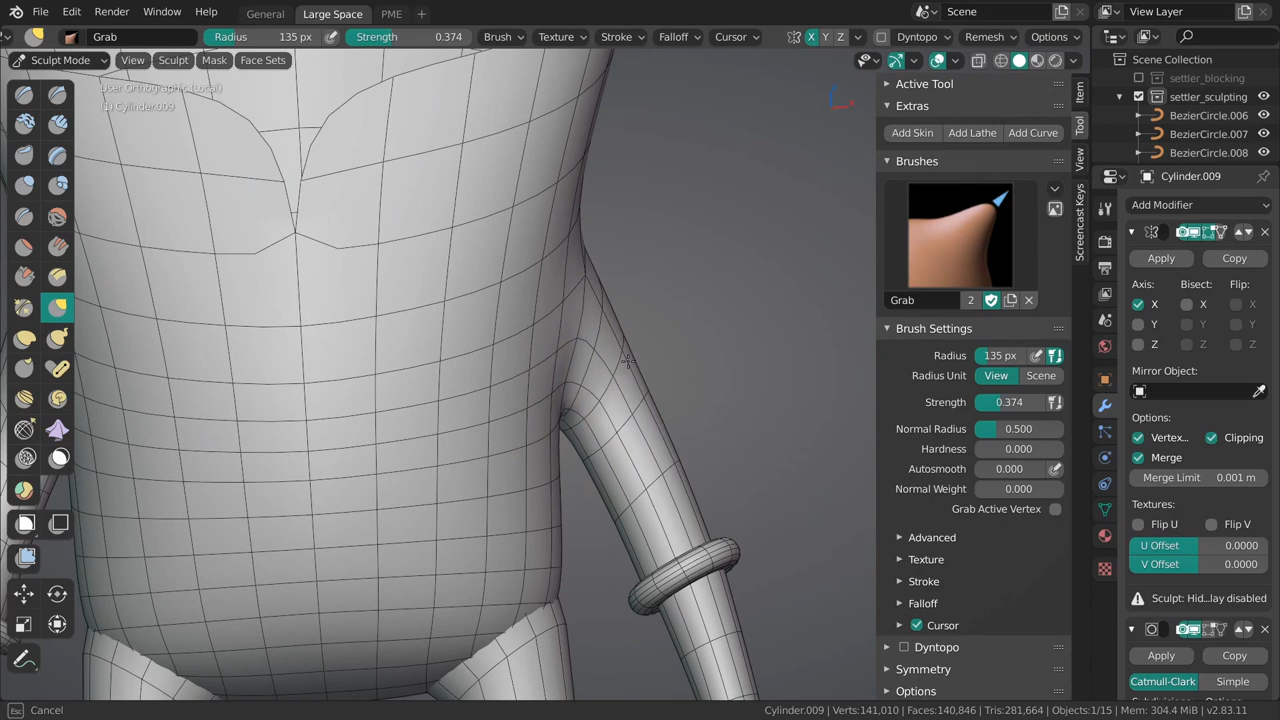 File Edit Render Window Help General Large Space PME + Scene View Layer
Grab Radius 135 px Strength 0.374 Brush Texture Stroke Falloff Cursor X Y Z Dyntopo Remesh Options
Sculpt Mode View Sculpt Mask Face Sets
User Orthographic (Local)
(1) Cylinder.009
Active Tool
Extras
Add Skin Add Lathe Add Curve
Brushes
Grab 2
Brush Settings
Radius 135 px
Radius Unit View Scene
Strength 0.374
Normal Radius 0.500
Hardness 0.000
Autosmooth 0.000
Normal Weight 0.000
Grab Active Vertex
Advanced
Texture
Stroke
Falloff
Cursor
Dyntopo
Symmetry
Options
Item
Tool
View
Screencast Keys
Scene Collection
settler_blocking
settler_sculpting
BezierCircle.006
BezierCircle.007
BezierCircle.008
Cylinder.009
Add Modifier
Apply Copy
Axis: Bisect: Flip:
X X X
Y Y Y
Z Z Z
Mirror Object:
Options:
Vertex... Clipping
Merge
Merge Limit 0.001 m
Textures:
Flip U Flip V
U Offset 0.0000
V Offset 0.0000
Sculpt: Hid...lay disabled
Apply Copy
Catmull-Clark Simple
Esc Cancel
Cylinder.009 | Verts:141,010 | Faces:140,846 | Tris:281,664 | Objects:1/15 | Mem: 304.4 MiB | v2.83.11